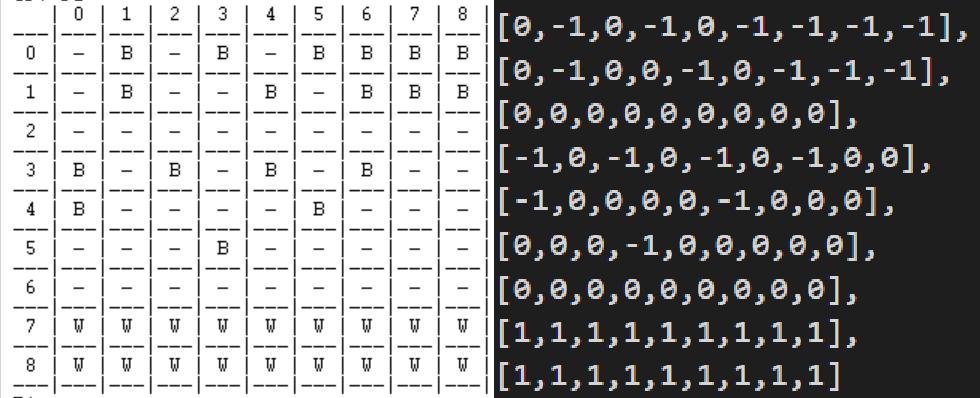 | 0 | 1 | 2 | 3 | 4 | 5 | 6 | 7 | 8 |
---|---|---|---|---|---|---|---|---|---|
0 | – | B | – | B | – | B | B | B | B |
---|---|---|---|---|---|---|---|---|---|
1 | – | B | – | – | B | – | B | B | B |
---|---|---|---|---|---|---|---|---|---|
2 | – | – | – | – | – | – | – | – | – |
---|---|---|---|---|---|---|---|---|---|
3 | B | – | B | – | B | – | B | – | – |
---|---|---|---|---|---|---|---|---|---|
4 | B | – | – | – | – | B | – | – | – |
---|---|---|---|---|---|---|---|---|---|
5 | – | – | – | B | – | – | – | – | – |
---|---|---|---|---|---|---|---|---|---|
6 | – | – | – | – | – | – | – | – | – |
---|---|---|---|---|---|---|---|---|---|
7 | W | W | W | W | W | W | W | W | W |
---|---|---|---|---|---|---|---|---|---|
8 | W | W | W | W | W | W | W | W | W |
---|---|---|---|---|---|---|---|---|---|
[0,-1,0,-1,0,-1,-1,-1,-1],
[0,-1,0,0,-1,0,-1,-1,-1],
[0,0,0,0,0,0,0,0,0],
[-1,0,-1,0,-1,0,-1,0,0],
[-1,0,0,0,0,-1,0,0,0],
[0,0,0,-1,0,0,0,0,0],
[0,0,0,0,0,0,0,0,0],
[1,1,1,1,1,1,1,1,1],
[1,1,1,1,1,1,1,1,1]